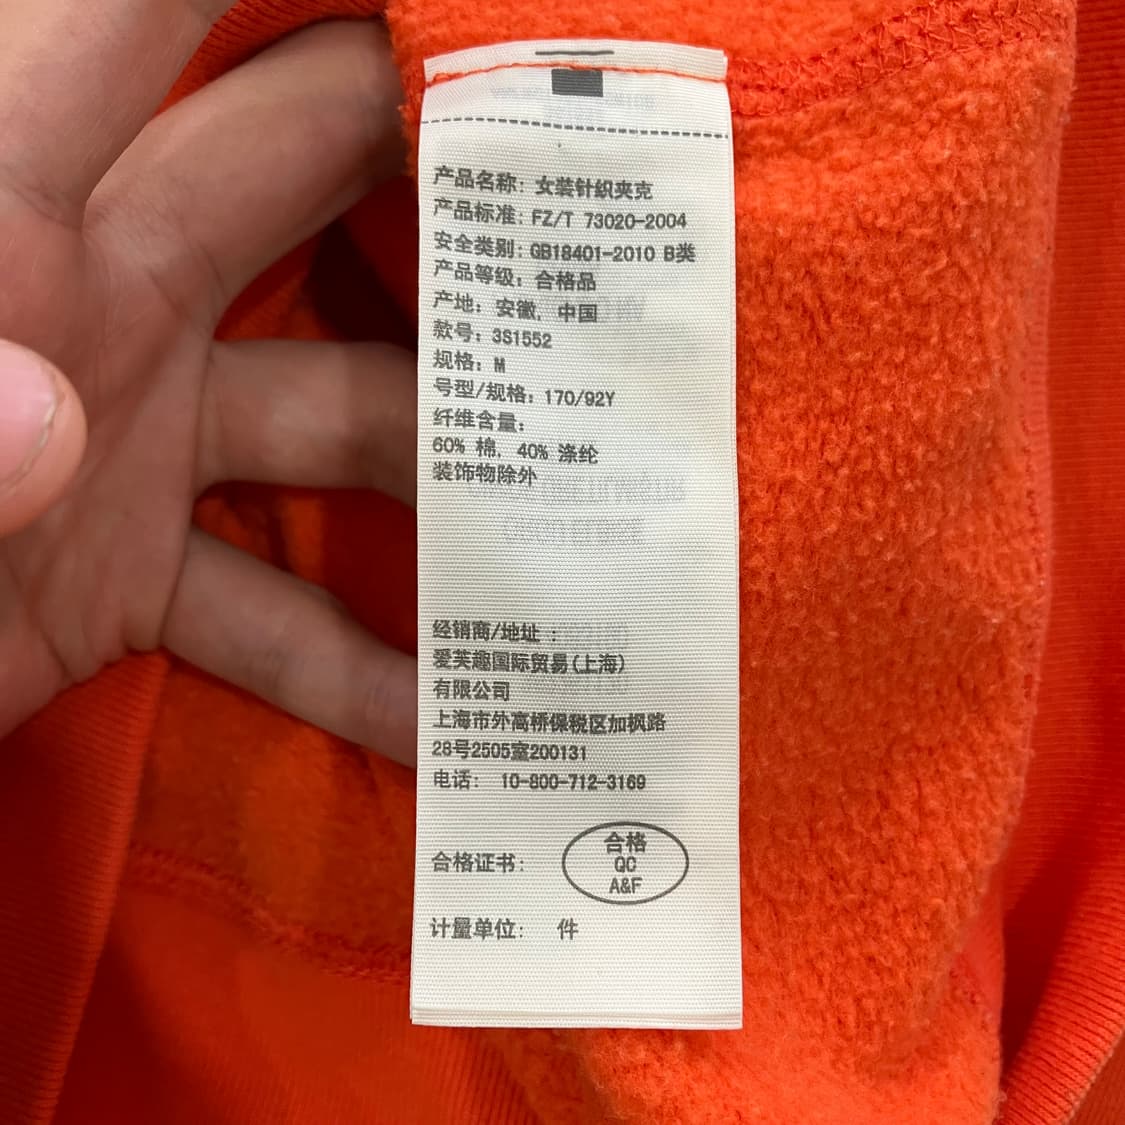 产品名称: 女装针织夹克
产品标准: FZ/T 73020-2004
安全类别: GB18401-2010 B类
产品等级: 合格品
产地: 安徽, 中国
款号: 3S1552
规格: M
号型/规格: 170/92Y
纤维含量:
60% 棉, 40% 涤纶
装饰物除外
经销商/地址 :
爱芙趣国际贸易(上海)
有限公司
上海市外高桥保税区加枫路
28号2505室200131
电话: 10-800-712-3169
合格证书:
合格
QC
A&F
计量单位: 件